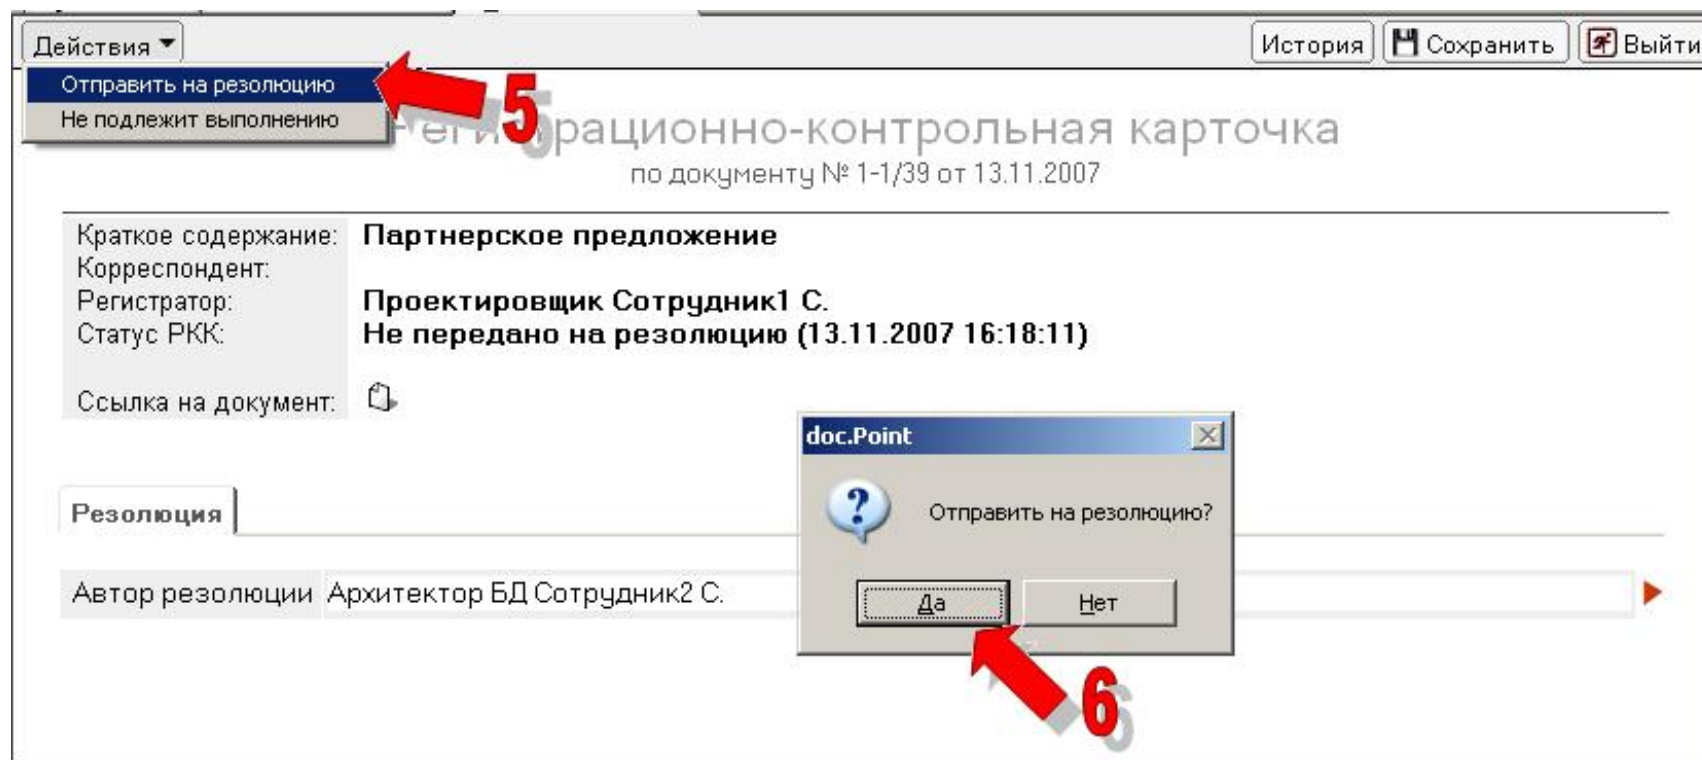 Действия
История Сохранить Выйти
Отправить на резолюцию
5
Не подлежит выполнению
Регистрационно-контрольная карточка
по документу № 1-1/39 от 13.11.2007
Краткое содержание: Партнерское предложение
Корреспондент:
Регистратор: Проектировщик Сотрудник1 С.
Статус РКК: Не передано на резолюцию (13.11.2007 16:18:11)
Ссылка на документ:
doc.Point
Отправить на резолюцию?
Да Нет
6
Резолюция
Автор резолюции Архитектор БД Сотрудник2 С.